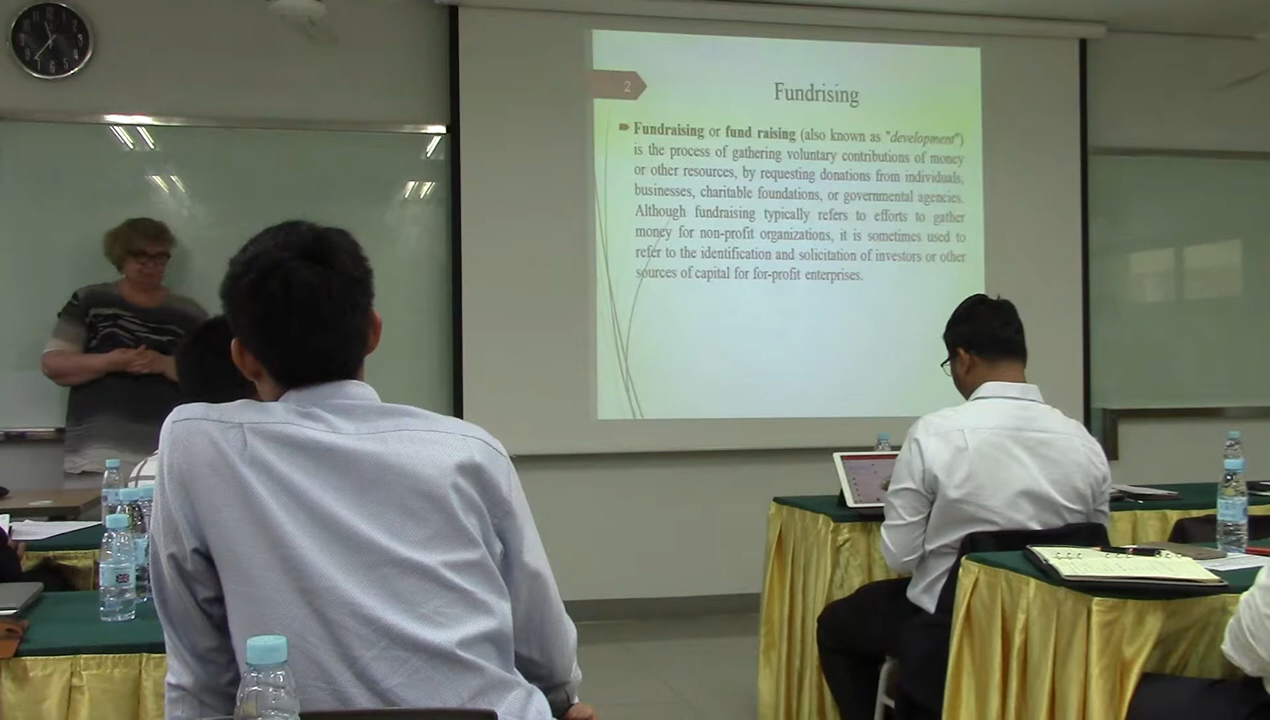 2
Fundrising
Fundraising or fund raising (also known as "development")
is the process of gathering voluntary contributions of money
or other resources, by requesting donations from individuals,
businesses, charitable foundations, or governmental agencies.
Although fundraising typically refers to efforts to gather
money for non-profit organizations, it is sometimes used to
refer to the identification and solicitation of investors or other
sources of capital for for-profit enterprises.